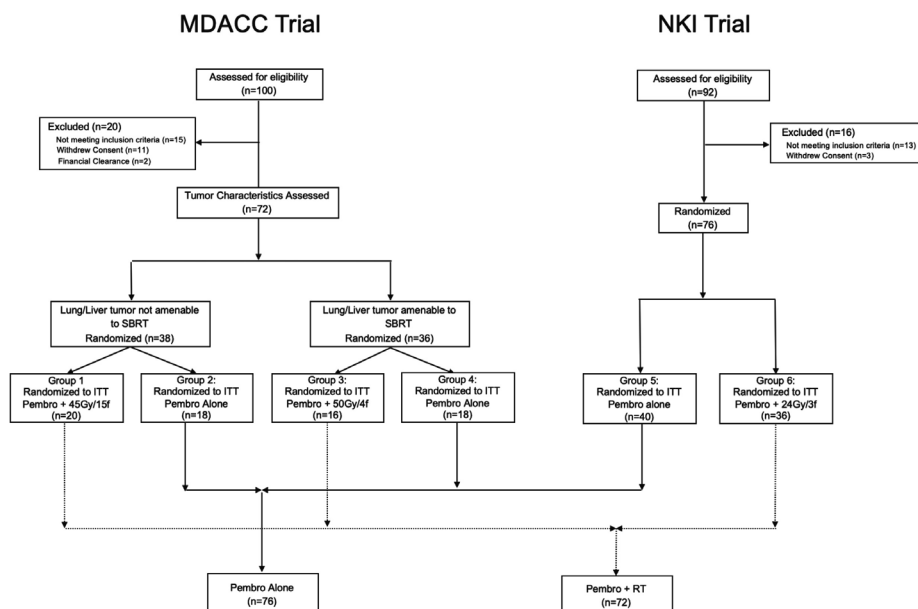 MDACC Trial
NKI Trial
Assessed for eligibility
(n=100)
Assessed for eligibility
(n=92)
Excluded (n=20)
Not meeting inclusion criteria (n=15)
Withdrew Consent (n=11)
Financial Clearance (n=2)
Excluded (n=16)
Not meeting inclusion criteria (n=13)
Withdrew Consent (n=3)
Tumor Characteristics Assessed
(n=72)
Randomized
(n=76)
Lung/Liver tumor not amenable
to SBRT
Randomized (n=38)
Lung/Liver tumor amenable to
SBRT
Randomized (n=36)
Group 1
Randomized to ITT
Pembro + 45Gy/15f
(n=20)
Group 2:
Randomized to ITT
Pembro Alone
(n=18)
Group 3:
Randomized to ITT
Pembro + 50Gy/4f
(n=16)
Group 4:
Randomized to ITT
Pembro Alone
(n=18)
Group 5:
Randomized to ITT
Pembro alone
(n=40)
Group 6:
Randomized to ITT
Pembro + 24Gy/3f
(n=36)
Pembro Alone
(n=76)
Pembro + RT
(n=72)